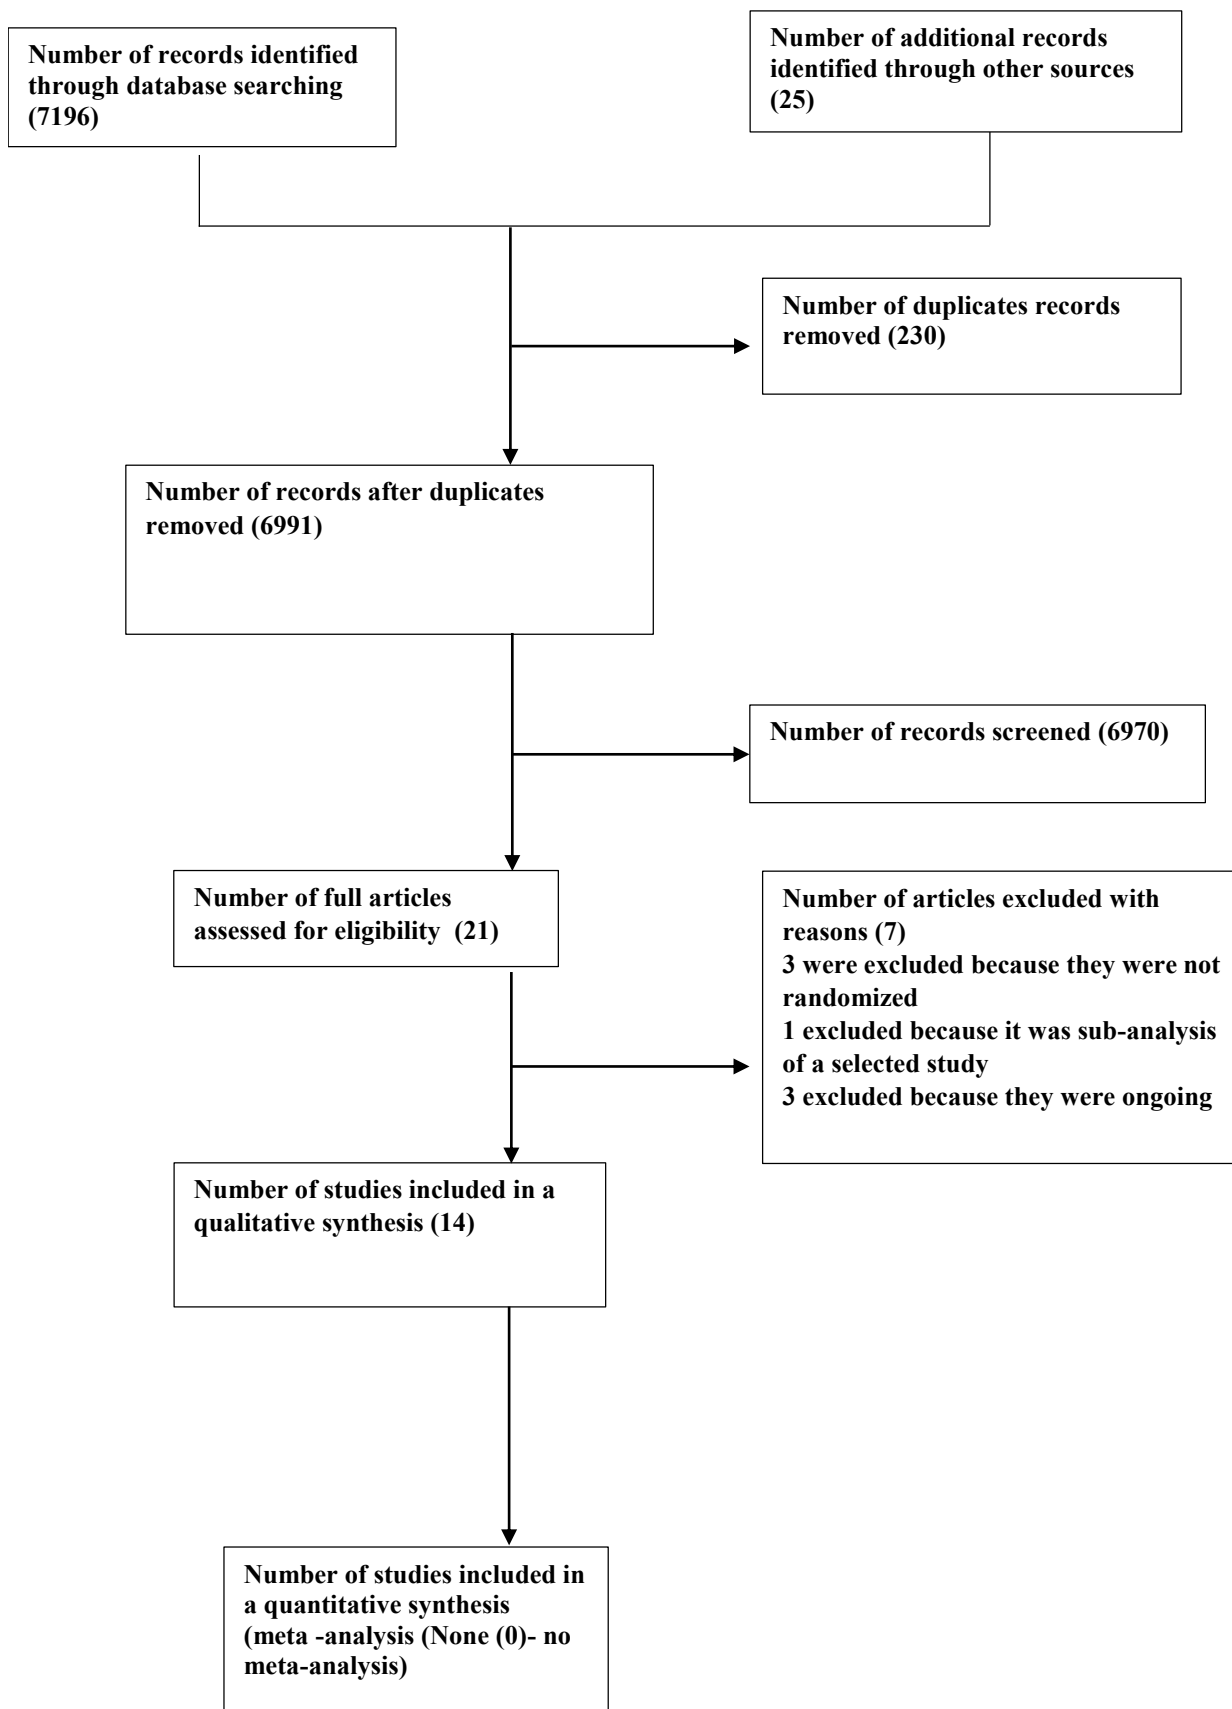 Number of records identified
through database searching
(7196)
Number of additional records
identified through other sources
(25)
Number of duplicates records
removed (230)
Number of records after duplicates
removed (6991)
Number of records screened (6970)
Number of full articles
assessed for eligibility (21)
Number of articles excluded with
reasons (7)
3 were excluded because they were not
randomized
1 excluded because it was sub-analysis
of a selected study
3 excluded because they were ongoing
Number of studies included in a
qualitative synthesis (14)
Number of studies included in
a quantitative synthesis
(meta -analysis (None (0)- no
meta-analysis)